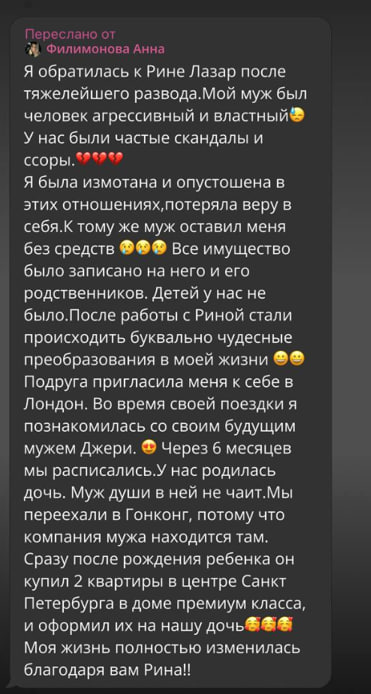 Переслано от
Филимонова Анна
Я обратилась к Рине Лазар после
тяжелейшего развода.Мой муж был
человек агрессивный и властный😓
У нас были частые скандалы и
ссоры.💔💔💔
Я была измотана и опустошена в
этих отношениях,потеряла веру в
себя.К тому же муж оставил меня
без средств 😢😢😢 Все имущество
было записано на него и его
родственников. Детей у нас не
было.После работы с Риной стали
происходить буквально чудесные
преобразования в моей жизни 😀😀
Подруга пригласила меня к себе в
Лондон. Во время своей поездки я
познакомилась со своим будущим
мужем Джери. 😍 Через 6 месяцев
мы расписались.У нас родилась
дочь. Муж души в ней не чаит.Мы
переехали в Гонконг, потому что
компания мужа находится там.
Сразу после рождения ребенка он
купил 2 квартиры в центре Санкт
Петербурга в доме премиум класса,
и оформил их на нашу дочь🥰🥰🥰
Моя жизнь полностью изменилась
благодаря вам Рина!!